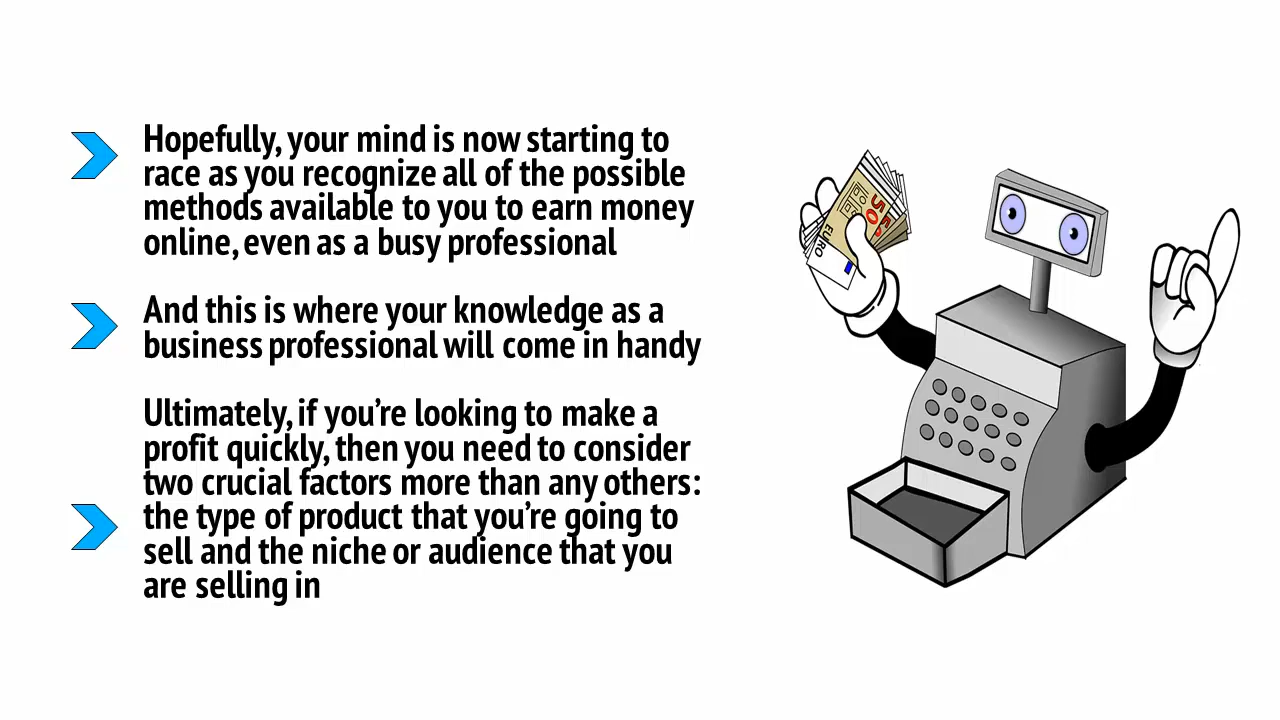 Hopefully, your mind is now starting to
race as you recognize all of the possible
methods available to you to earn money
online, even as a busy professional
And this is where your knowledge as a
business professional will come in handy
Ultimately, if you're looking to make a
profit quickly, then you need to consider
two crucial factors more than any others:
the type of product that you're going to
sell and the niche or audience that you
are selling in
EURO